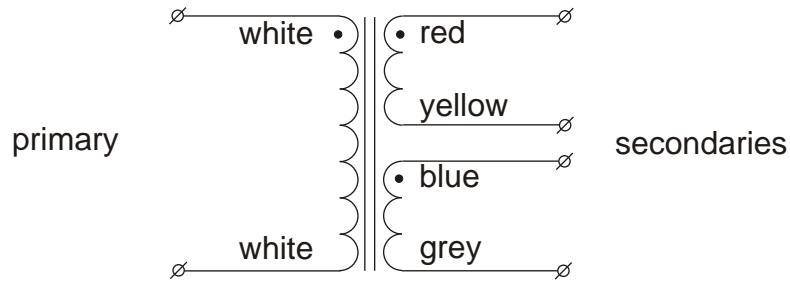 white
red
yellow
primary
secondaries
blue
white
grey